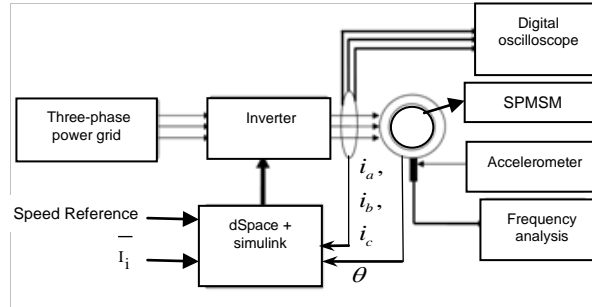 Digital
oscilloscope
Three-phase
power grid
Inverter
SPMSM
Accelerometer
Frequency
analysis
i_a,
i_b,
i_c
θ
Speed Reference
I_i
dSpace +
simulink